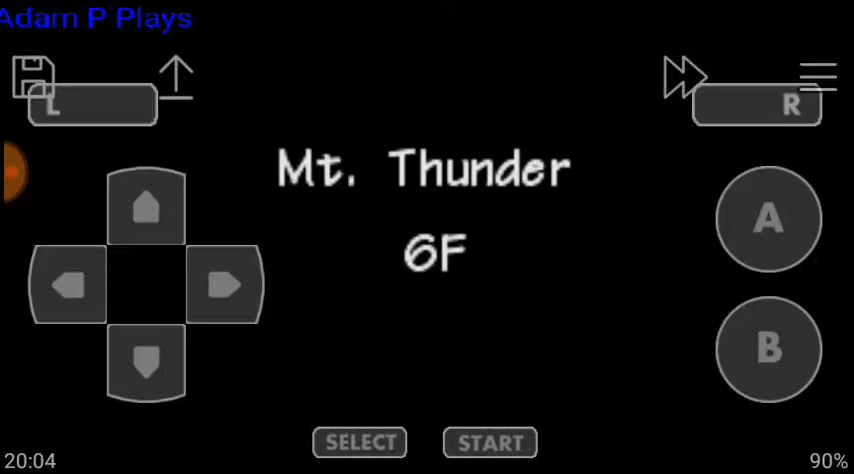 Adam P Plays
L
R
Mt. Thunder
6F
A
B
SELECT
START
20:04
90%